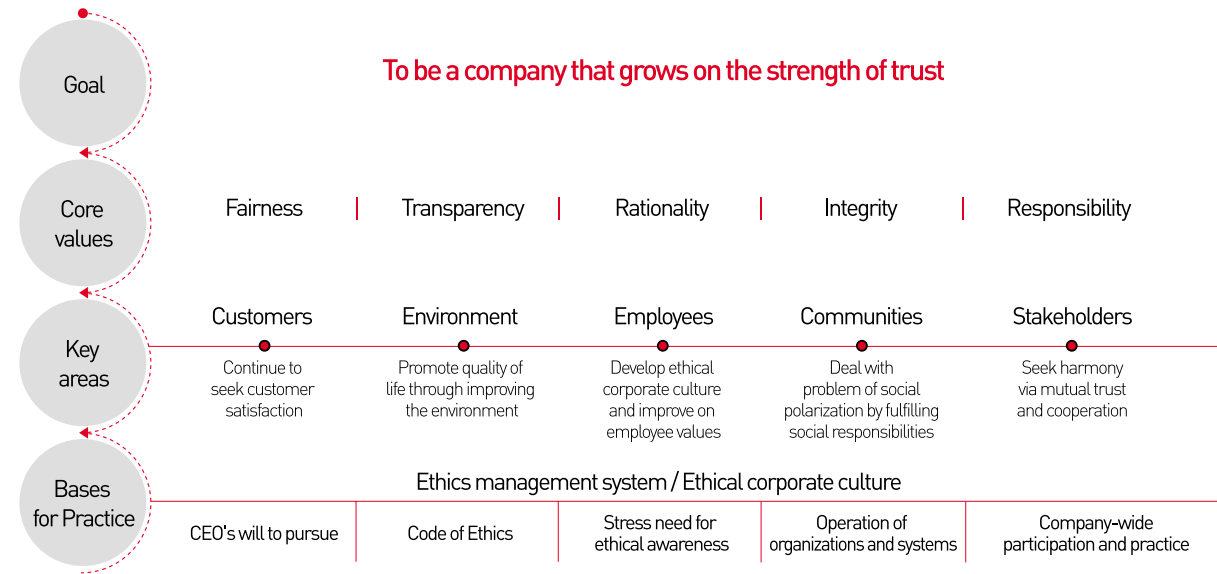 Goal
To be a company that grows on the strength of trust
Core
values
Fairness
Transparency
Rationality
Integrity
Responsibility
Key
areas
Customers
Continue to
seek customer
satisfaction
Environment
Promote quality of
life through improving
the environment
Employees
Develop ethical
corporate culture
and improve on
employee values
Communities
Deal with
problem of social
polarization by fulfilling
social responsibilities
Stakeholders
Seek harmony
via mutual trust
and cooperation
Bases
for Practice
Ethics management system / Ethical corporate culture
CEO's will to pursue
Code of Ethics
Stress need for
ethical awareness
Operation of
organizations and systems
Company-wide
participation and practice